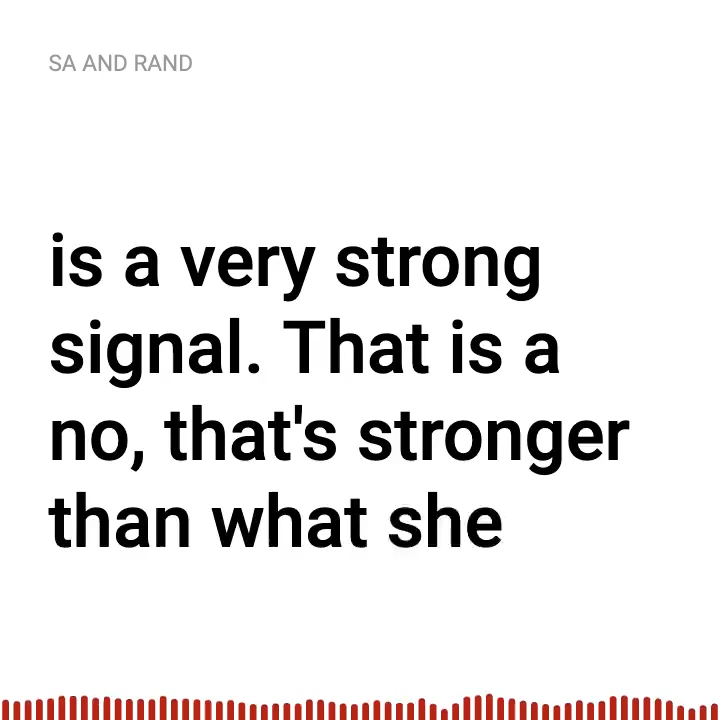 SA AND RAND
is a very strong
signal. That is a
no, that's stronger
than what she